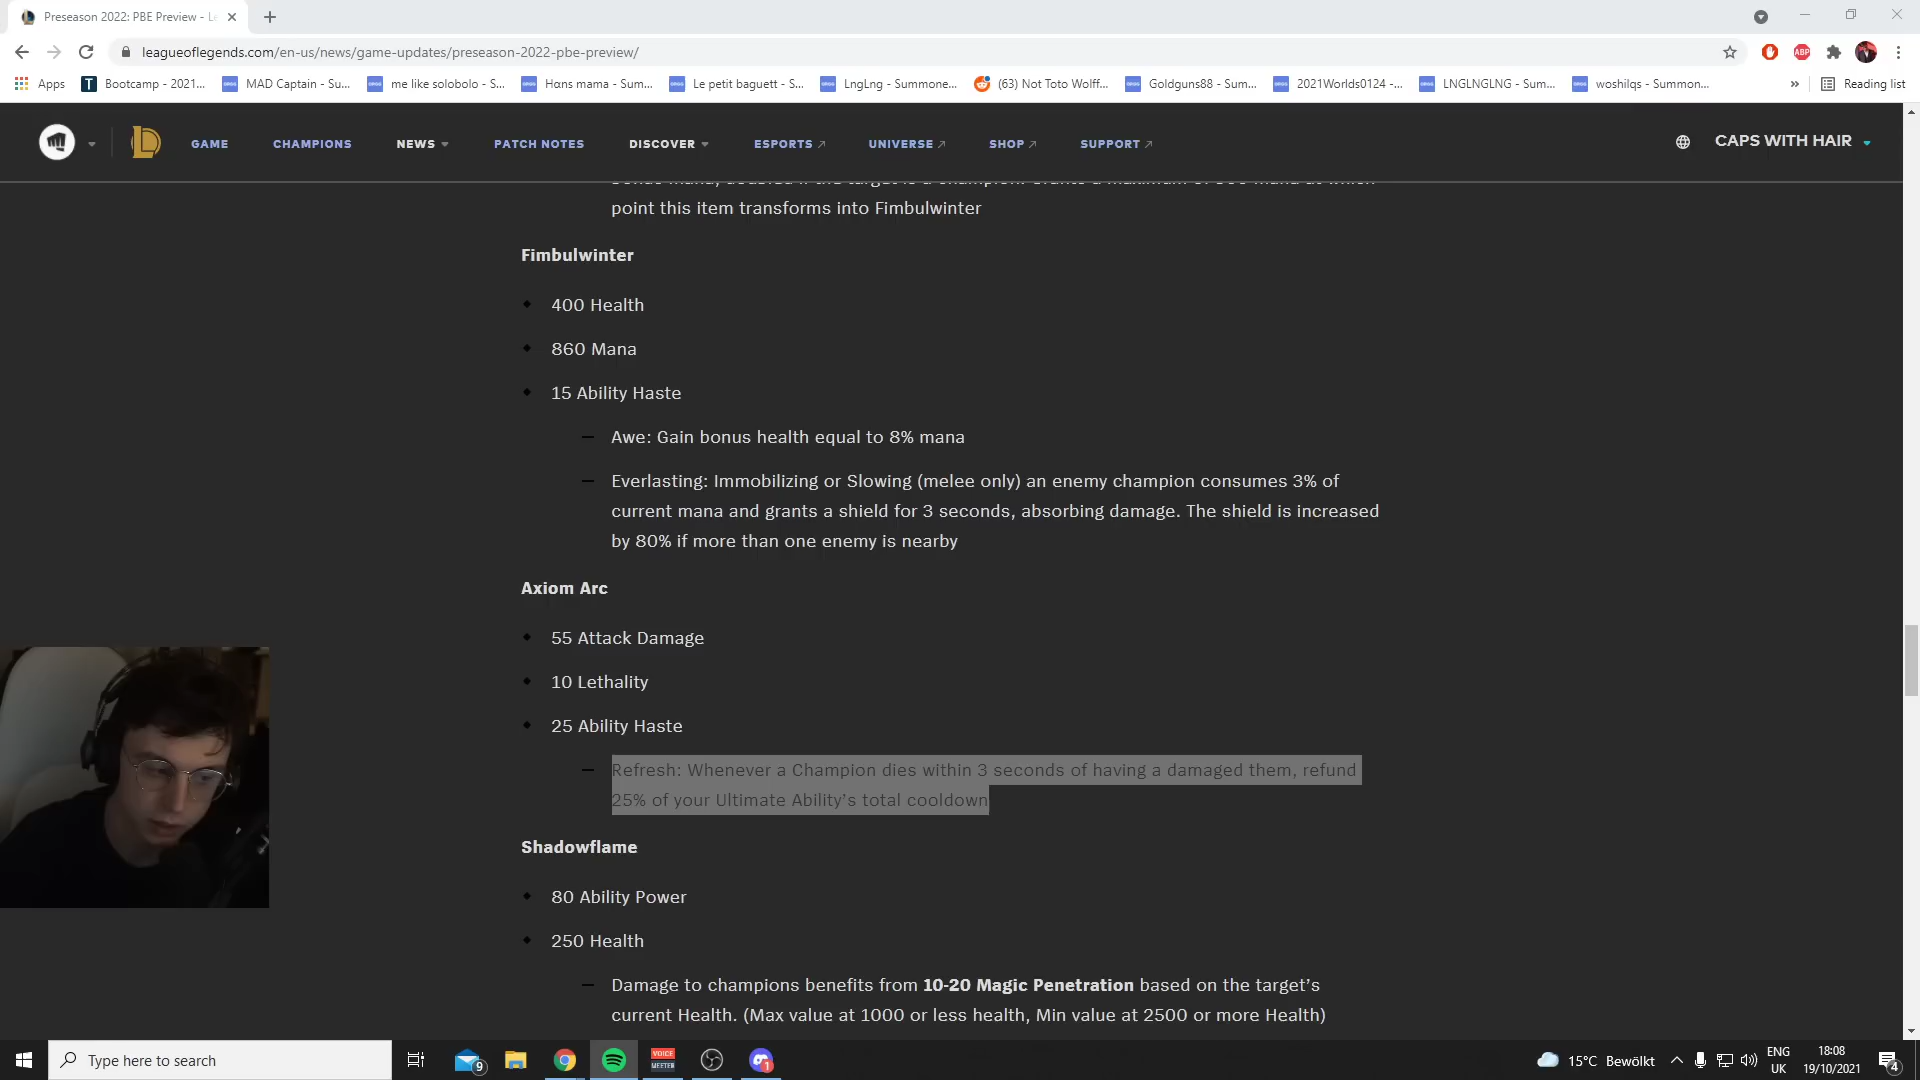 Preseason 2022: PBE Preview - Le
leagueoflegends.com/en-us/news/game-updates/preseason-2022-pbe-preview/
ABP
Apps
T
Bootcamp - 2021...
MAD Captain - Su...
me like solobolo - S...
Hαns mama - Sum...
Le petit baguett - S...
LngLng - Summone...
(63) Not Toto Wolff...
Goldguns88 - Sum...
2021Worlds0124 -...
LNGLNGLNG - Sum...
woshilqs - Summon...
»
Reading list
GAME
CHAMPIONS
NEWS
PATCH NOTES
DISCOVER
ESPORTS
UNIVERSE
SHOP
SUPPORT
CAPS WITH HAIR
point this item transforms into Fimbulwinter
Fimbulwinter
400 Health
860 Mana
15 Ability Haste
Awe: Gain bonus health equal to 8% mana
Everlasting: Immobilizing or Slowing (melee only) an enemy champion consumes 3% of
current mana and grants a shield for 3 seconds, absorbing damage. The shield is increased
by 80% if more than one enemy is nearby
Axiom Arc
55 Attack Damage
10 Lethality
25 Ability Haste
Refresh: Whenever a Champion dies within 3 seconds of having a damaged them, refund
25% of your Ultimate Ability’s total cooldown
Shadowflame
80 Ability Power
250 Health
Damage to champions benefits from 10-20 Magic Penetration based on the target’s
current Health. (Max value at 1000 or less health, Min value at 2500 or more Health)
Type here to search
9
VOICE
MEETER
1
15°C Bewölkt
ENG
UK
18:08
19/10/2021
4